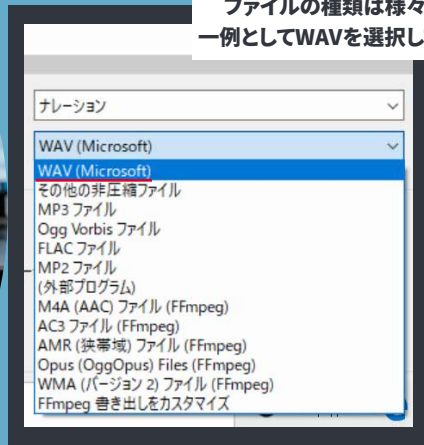 ファイルの種類は様々
一例としてWAVを選択し
ナレーション
WAV (Microsoft)
WAV (Microsoft)
その他の非圧縮ファイル
MP3 ファイル
Ogg Vorbis ファイル
FLAC ファイル
MP2 ファイル
(外部プログラム)
M4A (AAC) ファイル (FFmpeg)
AC3 ファイル (FFmpeg)
AMR (狭帯域) ファイル (FFmpeg)
Opus (OggOpus) Files (FFmpeg)
WMA (バージョン 2) ファイル (FFmpeg)
FFmpeg 書き出しをカスタマイズ